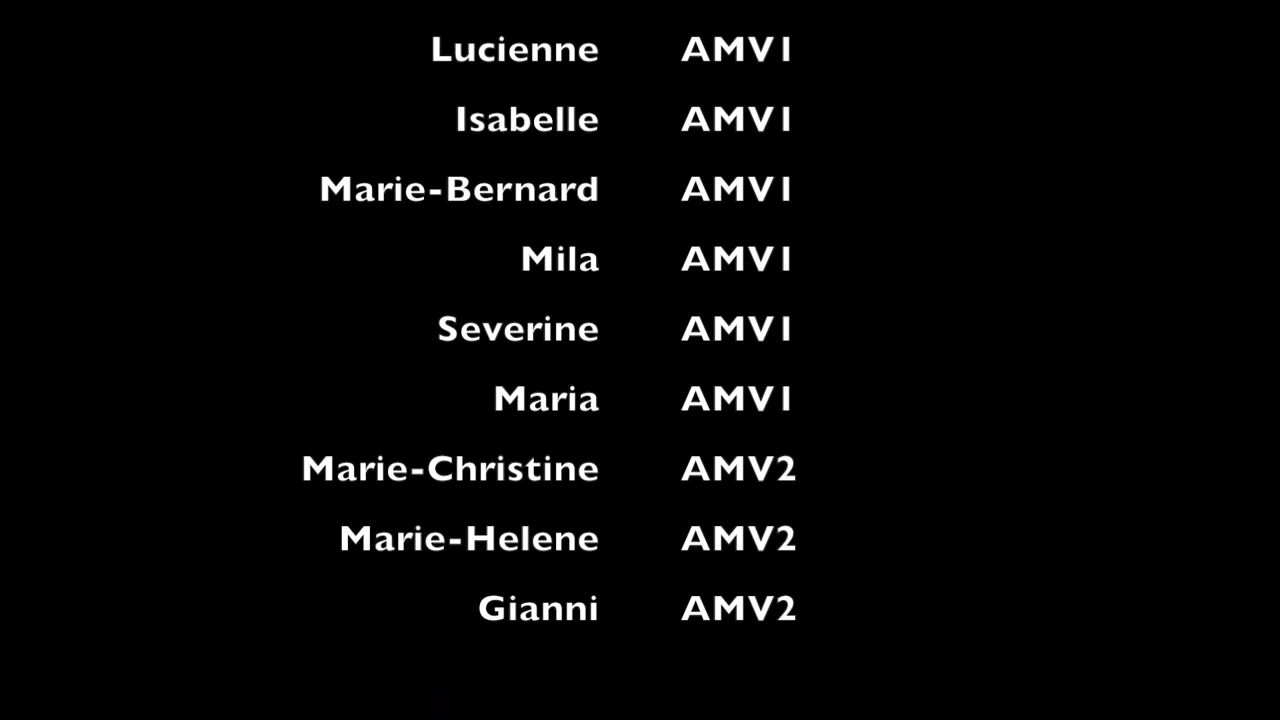 Lucienne AMV1
Isabelle AMV1
Marie-Bernard AMV1
Mila AMV1
Severine AMV1
Maria AMV1
Marie-Christine AMV2
Marie-Helene AMV2
Gianni AMV2